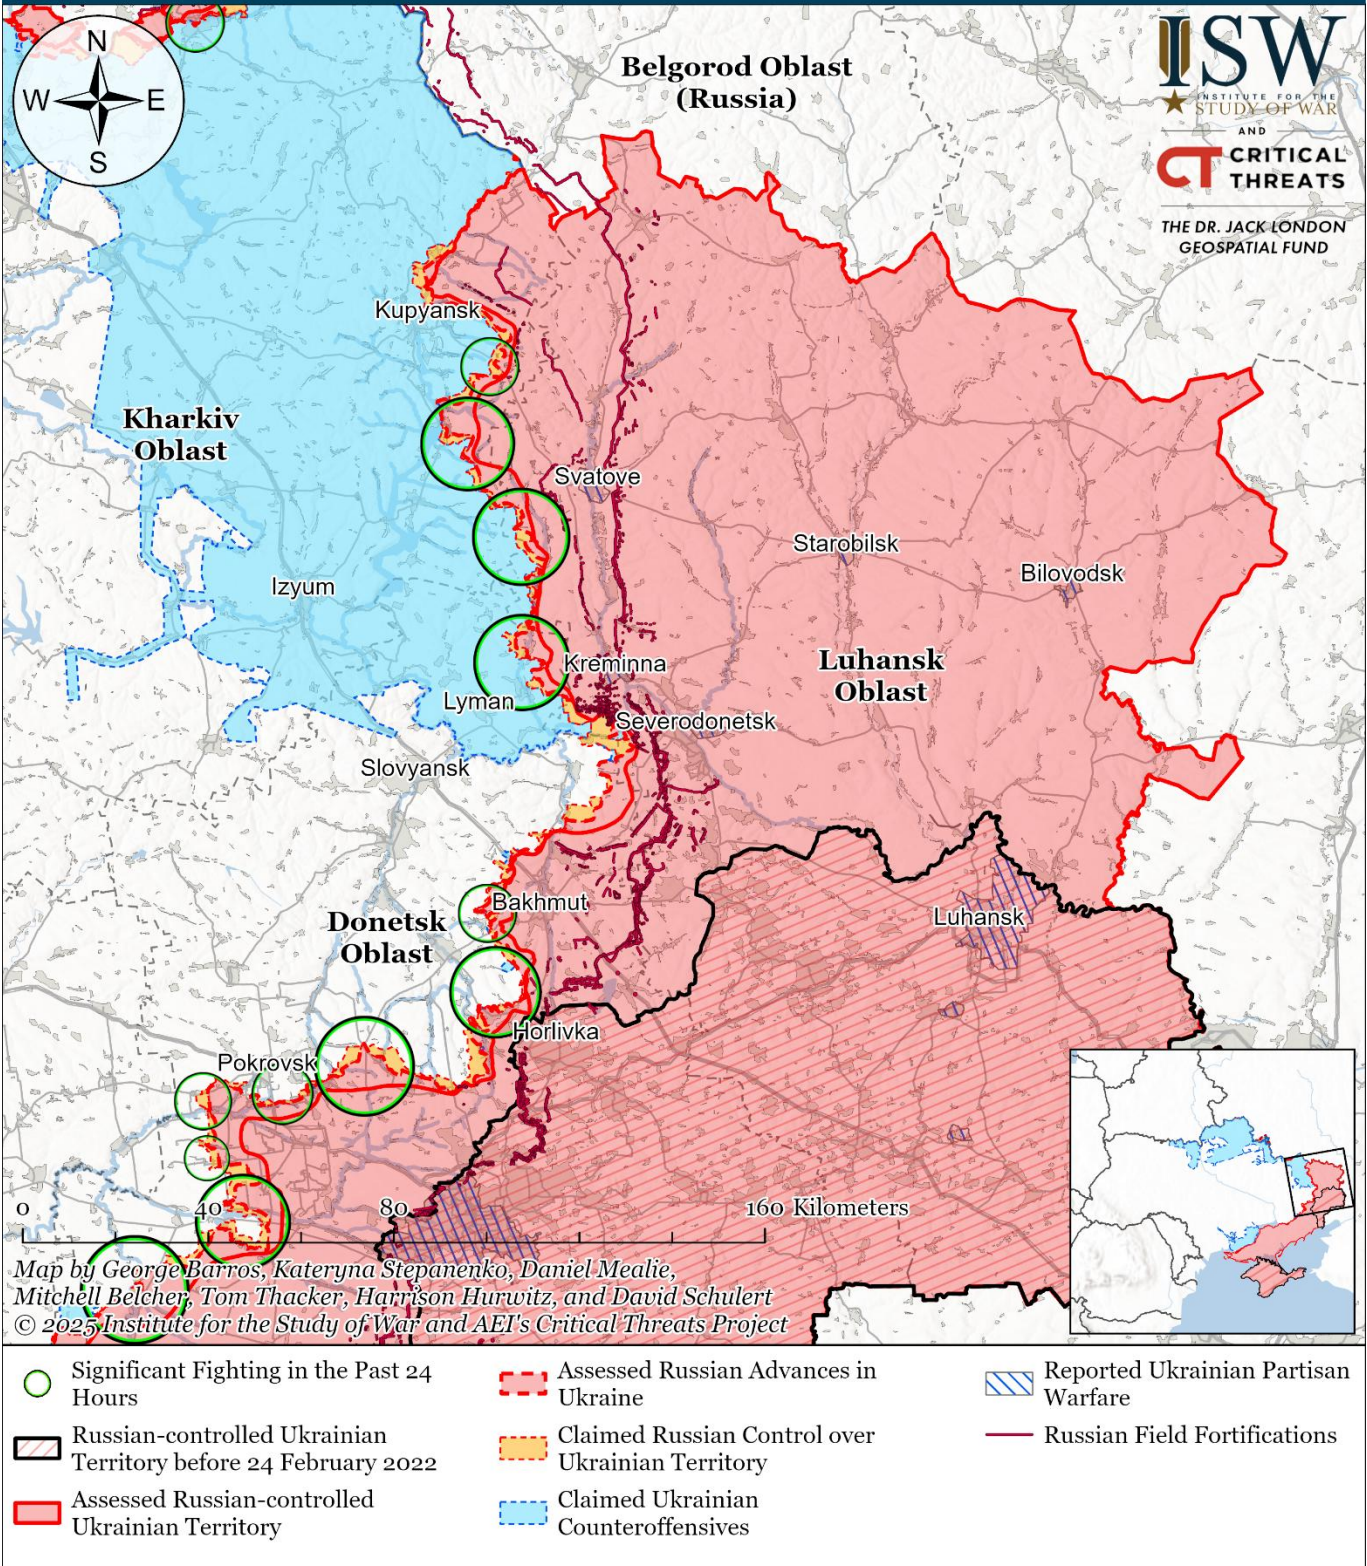 N
W E
S
Belgorod Oblast
(Russia)
ISW
INSTITUTE FOR THE
STUDY OF WAR
AND
CT CRITICAL
THREATS
THE DR. JACK LONDON
GEOSPATIAL FUND
Kupyansk
Kharkiv
Oblast
Svatove
Starobilsk
Bilovodsk
Izyum
Kreminna
Luhansk
Oblast
Lyman
Severodonetsk
Slovyansk
Bakhmut
Donetsk
Oblast
Luhansk
Horlivka
Pokrovsk
0 40 80 160 Kilometers
Map by George Barros, Kateryna Stepanenko, Daniel Mealie,
Mitchell Belcher, Tom Thacker, Harrison Hurwitz, and David Schulert
© 2025 Institute for the Study of War and AEI's Critical Threats Project
Significant Fighting in the Past 24
Hours
Russian-controlled Ukrainian
Territory before 24 February 2022
Assessed Russian-controlled
Ukrainian Territory
Assessed Russian Advances in
Ukraine
Claimed Russian Control over
Ukrainian Territory
Claimed Ukrainian
Counteroffensives
Reported Ukrainian Partisan
Warfare
Russian Field Fortifications